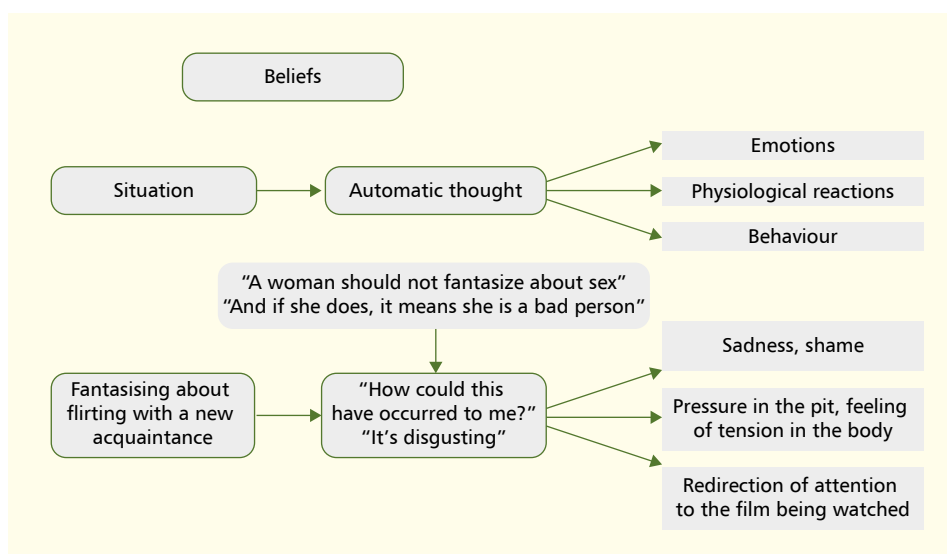 Beliefs
Situation
Automatic thought
Emotions
Physiological reactions
Behaviour
“A woman should not fantasize about sex”
“And if she does, it means she is a bad person”
Fantasising about
flirting with a new
acquaintance
“How could this
have occurred to me?”
“It’s disgusting”
Sadness, shame
Pressure in the pit, feeling
of tension in the body
Redirection of attention
to the film being watched